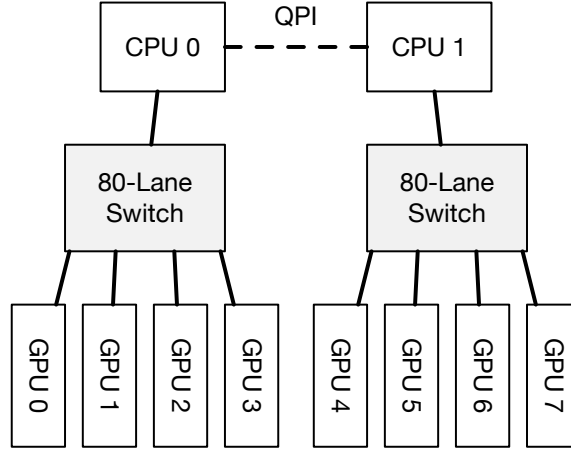 QPI
CPU 0
CPU 1
80-Lane
Switch
80-Lane
Switch
GPU 0
GPU 1
GPU 2
GPU 3
GPU 4
GPU 5
GPU 6
GPU 7